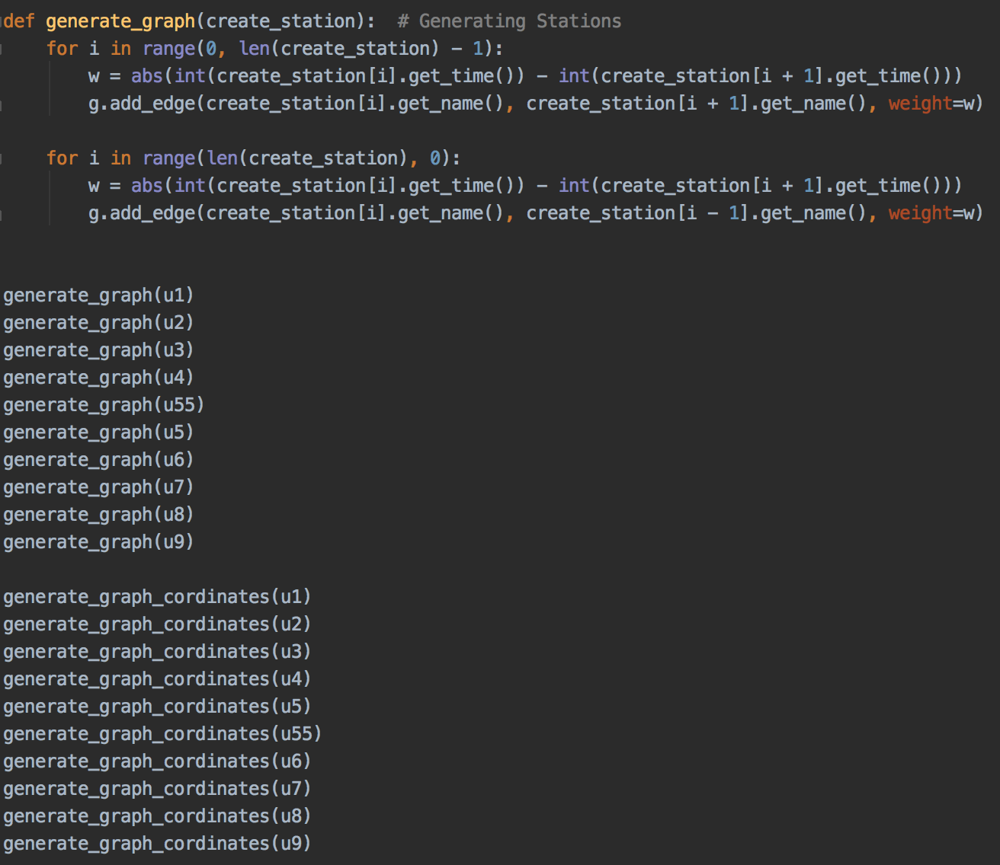 def generate_graph(create_station):  # Generating Stations
    for i in range(0, len(create_station) - 1):
        w = abs(int(create_station[i].get_time()) - int(create_station[i + 1].get_time()))
        g.add_edge(create_station[i].get_name(), create_station[i + 1].get_name(), weight=w)

    for i in range(len(create_station), 0):
        w = abs(int(create_station[i].get_time()) - int(create_station[i + 1].get_time()))
        g.add_edge(create_station[i].get_name(), create_station[i - 1].get_name(), weight=w)


generate_graph(u1)
generate_graph(u2)
generate_graph(u3)
generate_graph(u4)
generate_graph(u55)
generate_graph(u5)
generate_graph(u6)
generate_graph(u7)
generate_graph(u8)
generate_graph(u9)

generate_graph_cordinates(u1)
generate_graph_cordinates(u2)
generate_graph_cordinates(u3)
generate_graph_cordinates(u4)
generate_graph_cordinates(u5)
generate_graph_cordinates(u55)
generate_graph_cordinates(u6)
generate_graph_cordinates(u7)
generate_graph_cordinates(u8)
generate_graph_cordinates(u9)